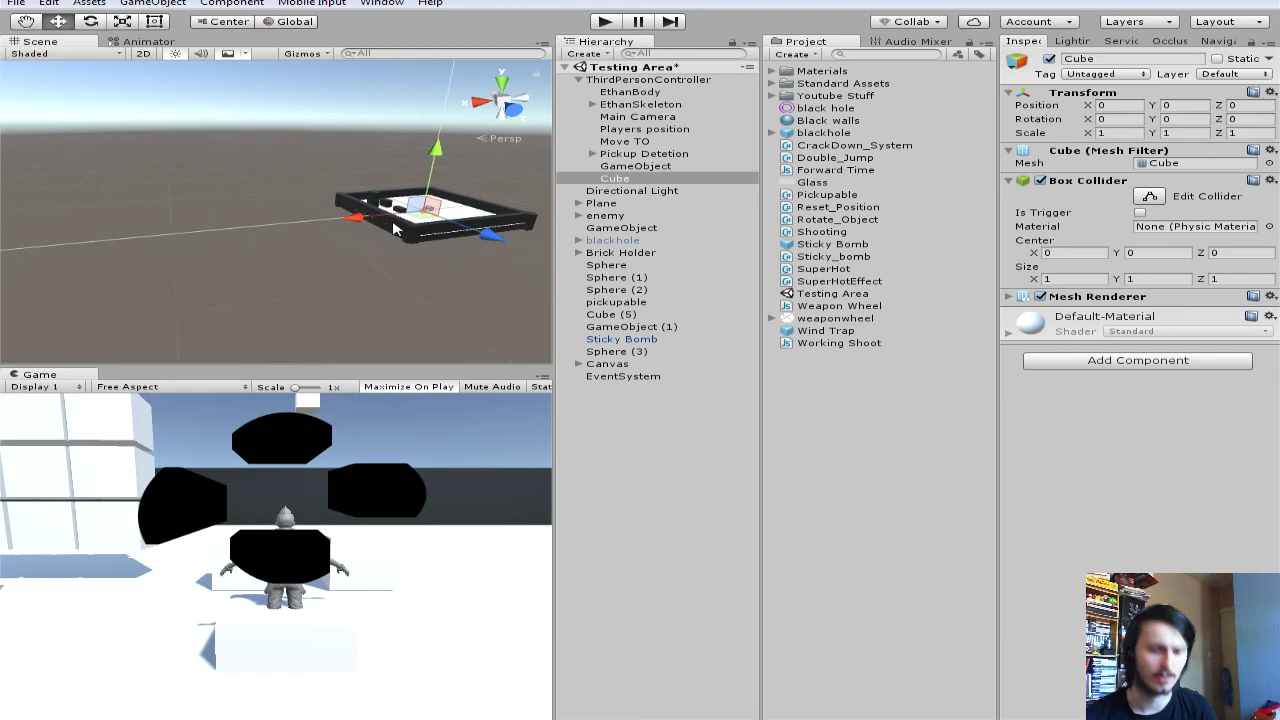 File Edit Assets GameObject Component Mobile Input Window Help
Center Global Collab Account Layers Layout
Scene Animator
Shaded 2D Gizmos All
Y
X
Persp
Game
Display 1 Free Aspect Scale 1x Maximize On Play Mute Audio Stat
Hierarchy
Create All
Testing Area*
ThirdPersonController
EthanBody
EthanSkeleton
Main Camera
Players position
Move TO
Pickup Detetion
GameObject
Cube
Directional Light
Plane
enemy
GameObject
blackhole
Brick Holder
Sphere
Sphere (1)
Sphere (2)
pickupable
Cube (5)
GameObject (1)
Sticky Bomb
Sphere (3)
Canvas
EventSystem
Project Audio Mixer
Create
Materials
Standard Assets
Youtube Stuff
black hole
Black walls
blackhole
CrackDown_System
Double_Jump
Forward Time
Glass
Pickupable
Reset_Position
Rotate_Object
Shooting
Sticky Bomb
Sticky_bomb
SuperHot
SuperHotEffect
Testing Area
Weapon Wheel
weaponwheel
Wind Trap
Working Shoot
Inspec Lightin Servic Occlus Naviga
Cube Static
Tag Untagged Layer Default
Transform
Position X 0 Y 0 Z 0
Rotation X 0 Y 0 Z 0
Scale X 1 Y 1 Z 1
Cube (Mesh Filter)
Mesh Cube
Box Collider
Edit Collider
Is Trigger
Material None (Physic Materia
Center
X 0 Y 0 Z 0
Size
X 1 Y 1 Z 1
Mesh Renderer
Default-Material
Shader Standard
Add Component